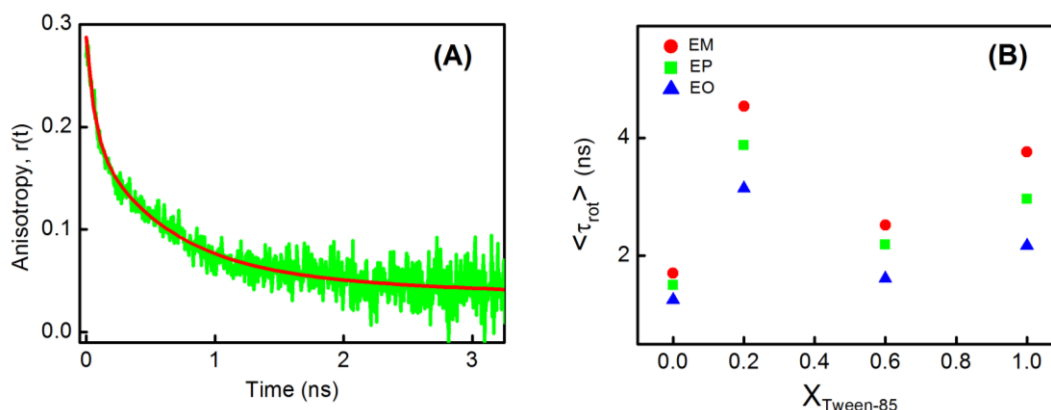 (A)
Anisotropy, r(t)
0.3
0.2
0.1
0.0
0 1 2 3
Time (ns)
(B)
EM
EP
EO
<τrot> (ns)
4
2
0.0 0.2 0.4 0.6 0.8 1.0
XTween-85